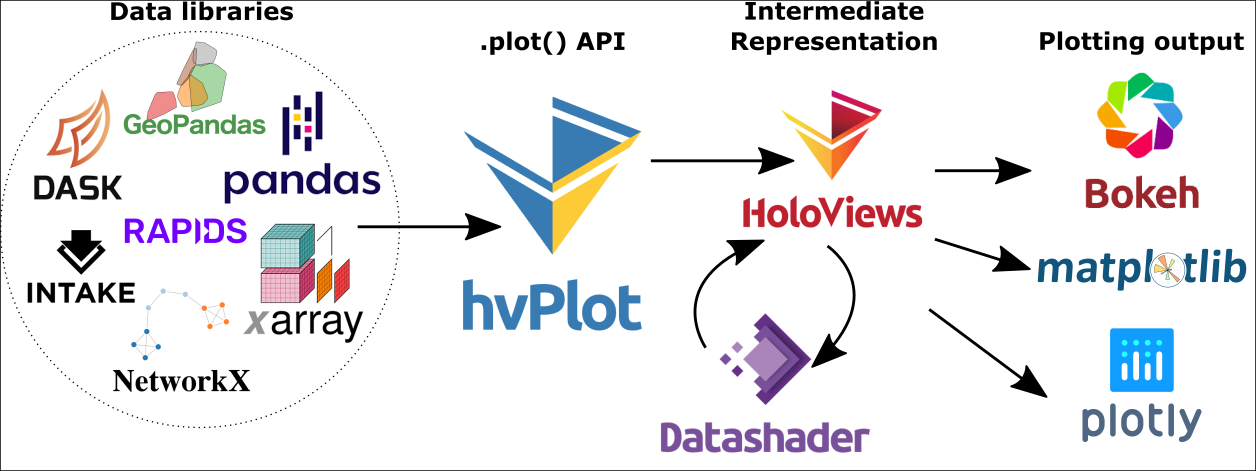 Data libraries
.plot() API
Intermediate
Representation
Plotting output
GeoPandas
DASK
pandas
RAPIDS
INTAKE
xarray
NetworkX
hvPlot
HoloViews
Datashader
Bokeh
matplotlib
plotly